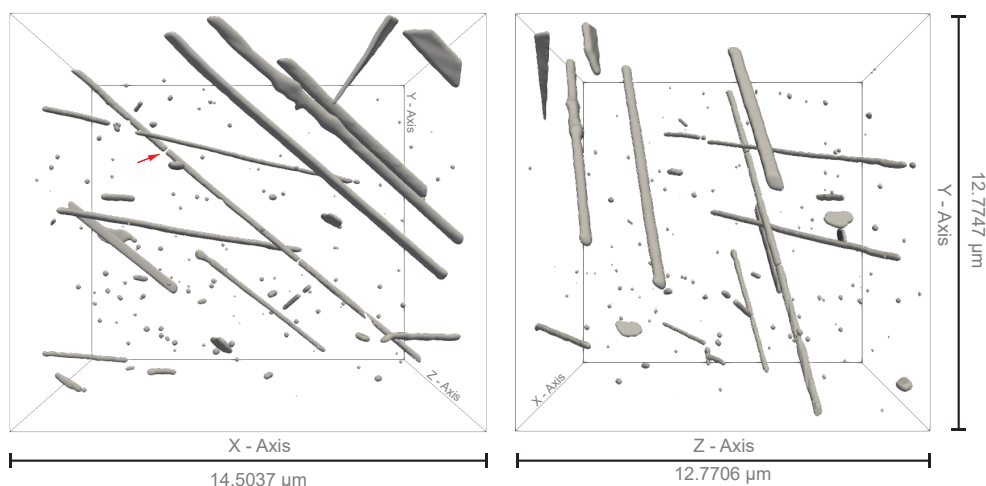 Y - Axis
Z - Axis
X - Axis
14.5037 µm
X - Axis
Z - Axis
12.7706 µm
Y - Axis
12.7747 µm